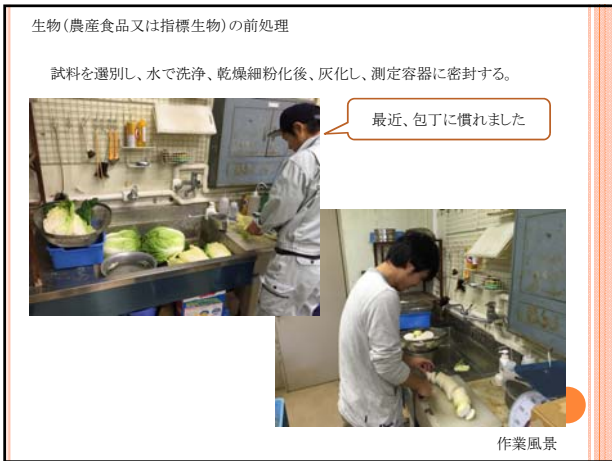 生物(農産食品又は指標生物)の前処理
試料を選別し、水で洗浄、乾燥細粉化後、灰化し、測定容器に密封する。
最近、包丁に慣れました
作業風景